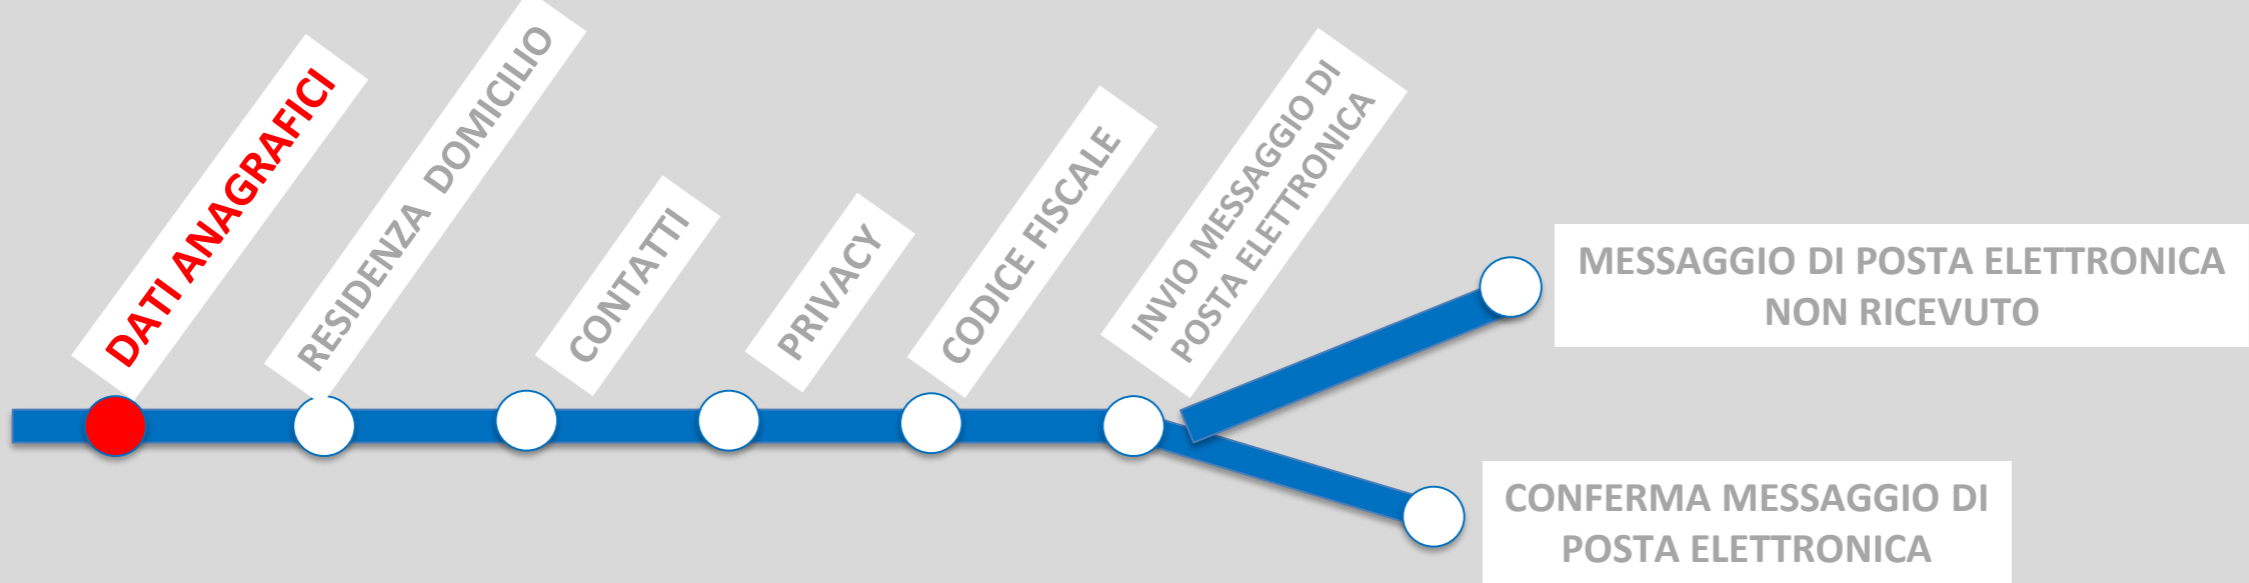 DATI ANAGRAFICI
RESIDENZA DOMICILIO
CONTATTI
PRIVACY
CODICE FISCALE
INVIO MESSAGGIO DI
POSTA ELETTRONICA
MESSAGGIO DI POSTA ELETTRONICA
NON RICEVUTO
CONFERMA MESSAGGIO DI
POSTA ELETTRONICA